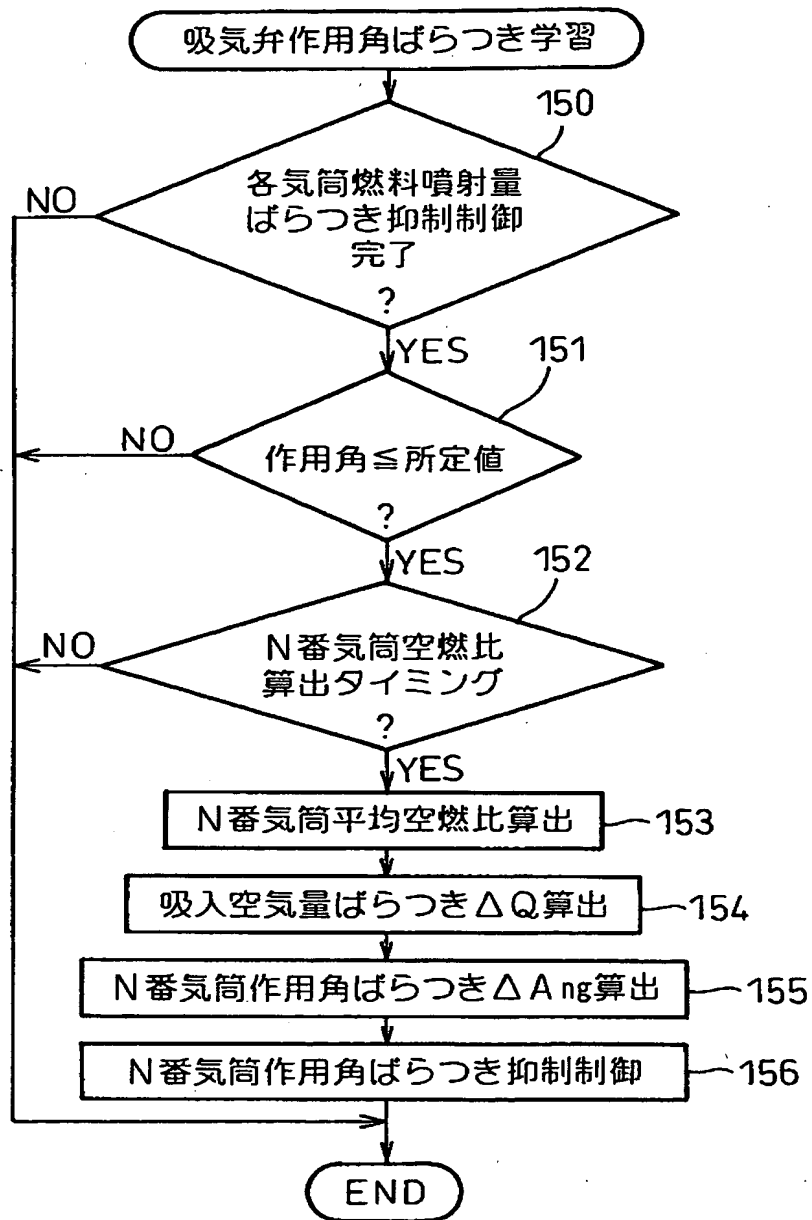 吸気弁作用角ばらつき学習
150
各気筒燃料噴射量
ばらつき抑制制御
完了
?
NO
YES
151
作用角≦所定値
?
NO
YES
152
N番気筒空燃比
算出タイミング
?
NO
YES
N番気筒平均空燃比算出
153
吸入空気量ばらつき△Q算出
154
N番気筒作用角ばらつき△Ang算出
155
N番気筒作用角ばらつき抑制制御
156
END